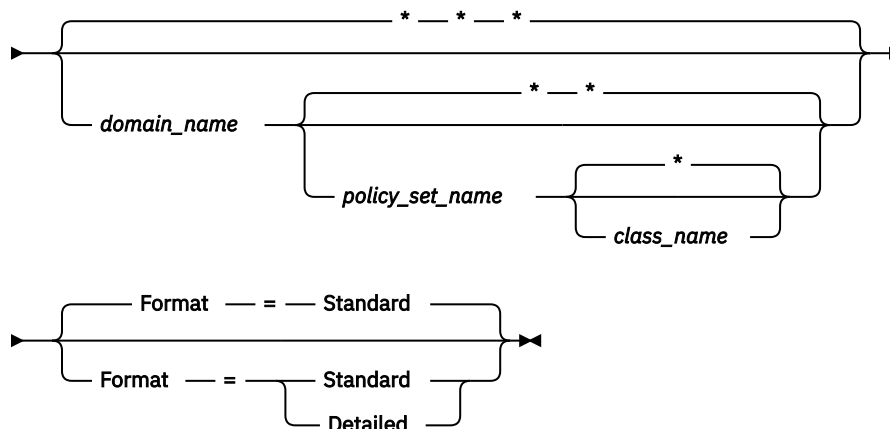 * * *
domain_name
* *
policy_set_name
*
class_name
Format = Standard
Format = Standard
Detailed